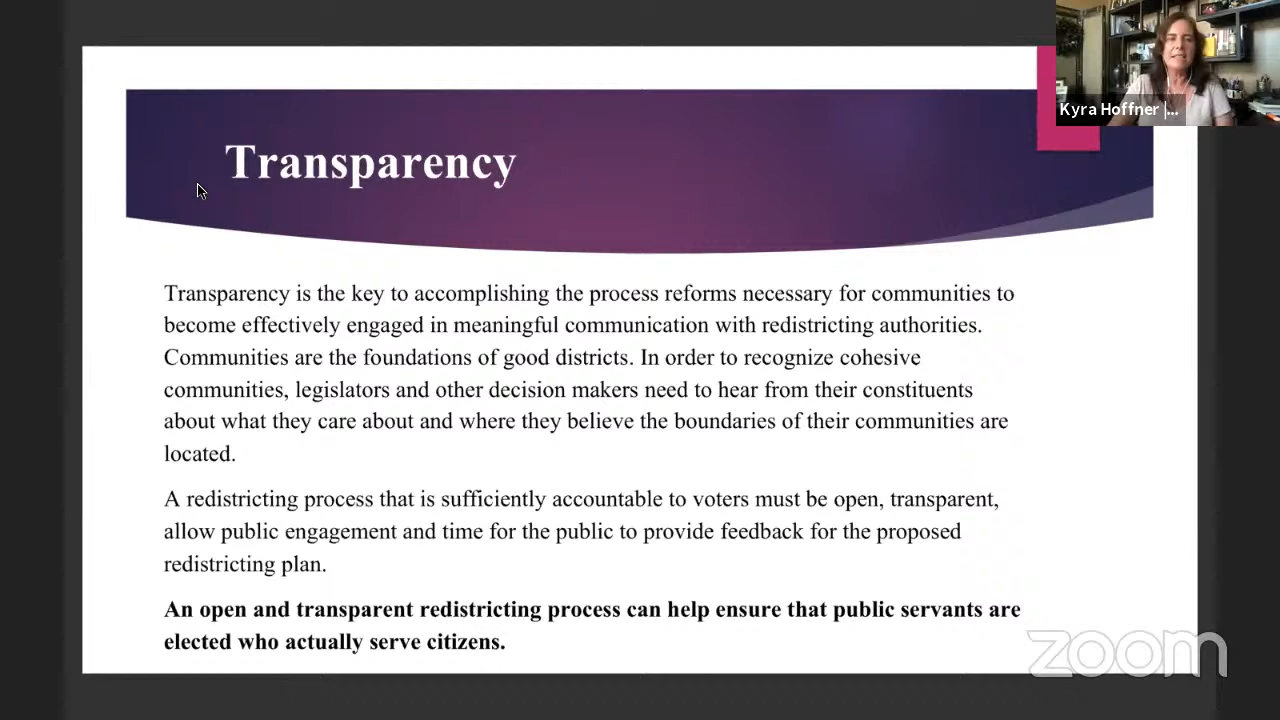 Kyra Hoffner |...
Transparency
Transparency is the key to accomplishing the process reforms necessary for communities to
become effectively engaged in meaningful communication with redistricting authorities.
Communities are the foundations of good districts. In order to recognize cohesive
communities, legislators and other decision makers need to hear from their constituents
about what they care about and where they believe the boundaries of their communities are
located.
A redistricting process that is sufficiently accountable to voters must be open, transparent,
allow public engagement and time for the public to provide feedback for the proposed
redistricting plan.
An open and transparent redistricting process can help ensure that public servants are
elected who actually serve citizens.
zoom